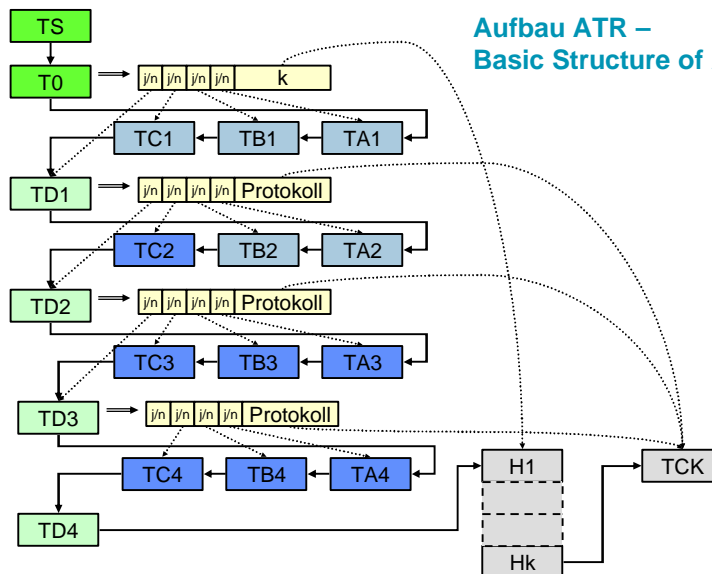 TS
Aufbau ATR –
Basic Structure of
T0
j/n j/n j/n j/n k
TC1 TB1 TA1
TD1
j/n j/n j/n j/n Protokoll
TC2 TB2 TA2
TD2
j/n j/n j/n j/n Protokoll
TC3 TB3 TA3
TD3
j/n j/n j/n j/n Protokoll
TC4 TB4 TA4 H1 TCK
TD4
Hk